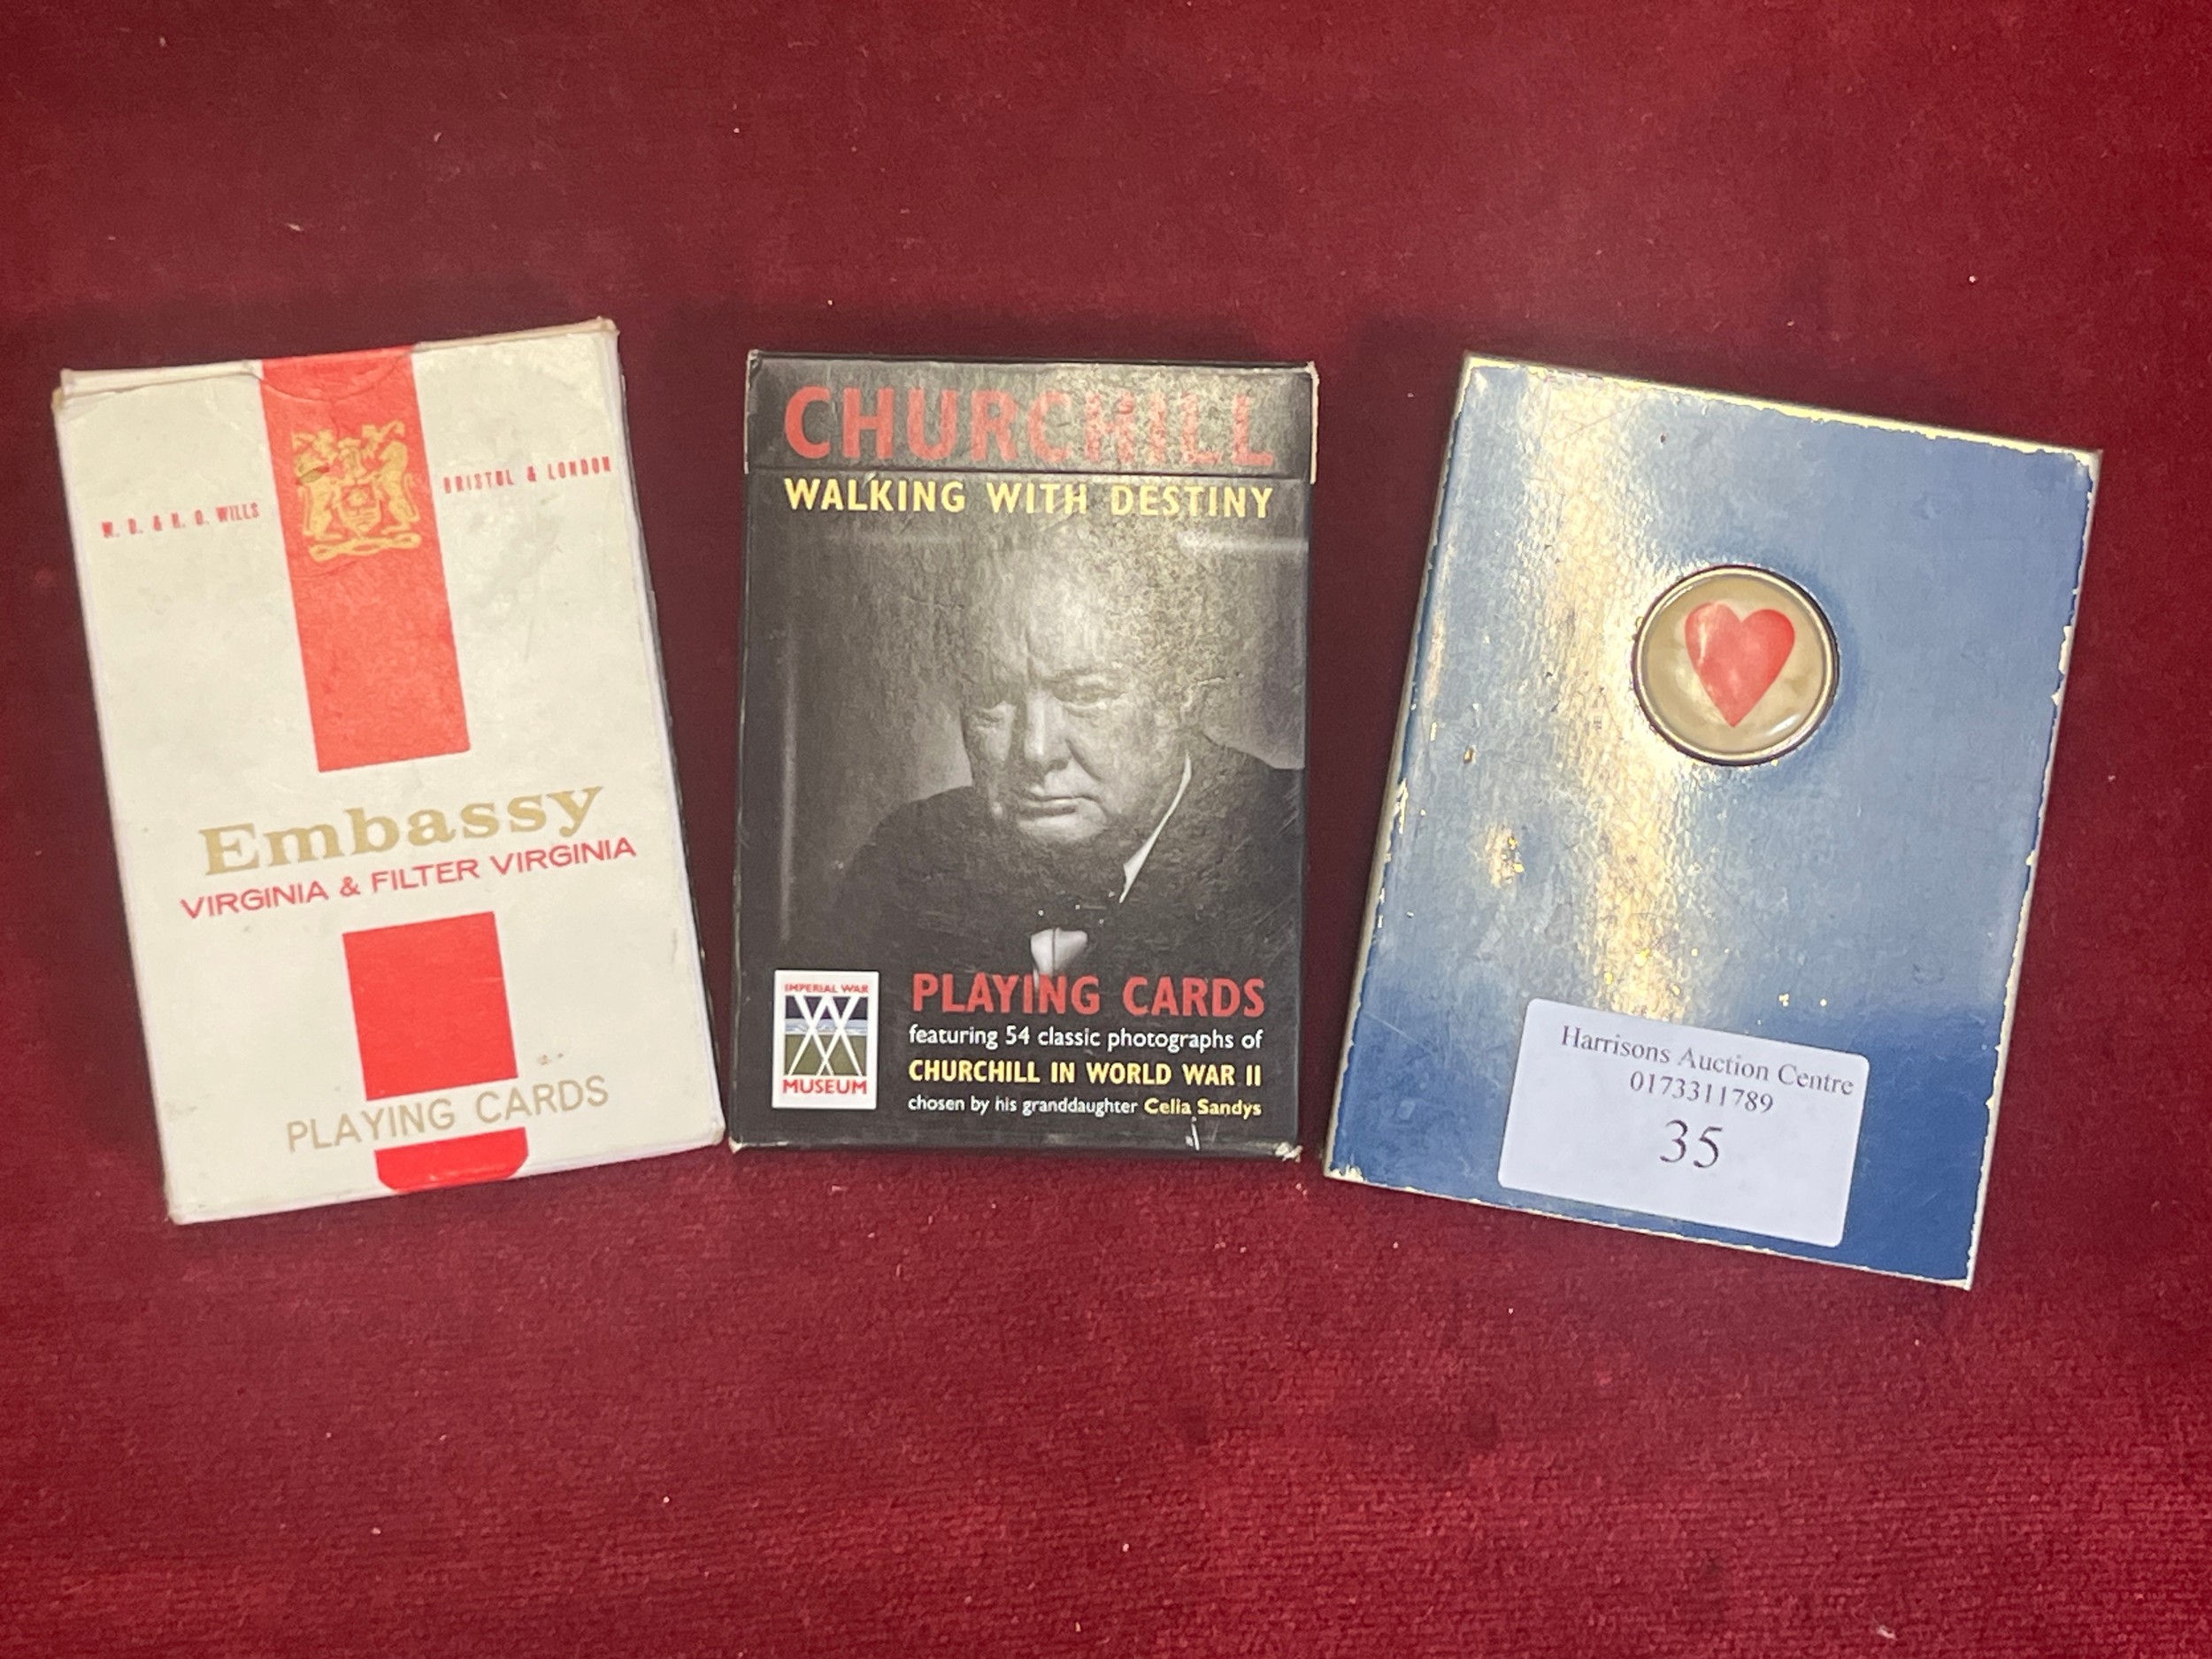 W. D. & H. O. WILLS
BRISTOL & LONDON
Embassy
VIRGINIA & FILTER VIRGINIA
PLAYING CARDS
CHURCHILL
WALKING WITH DESTINY
IMPERIAL WAR
MUSEUM
PLAYING CARDS
featuring 54 classic photographs of
CHURCHILL IN WORLD WAR II
chosen by his granddaughter Celia Sandys
Harrisons Auction Centre
0173311789
35